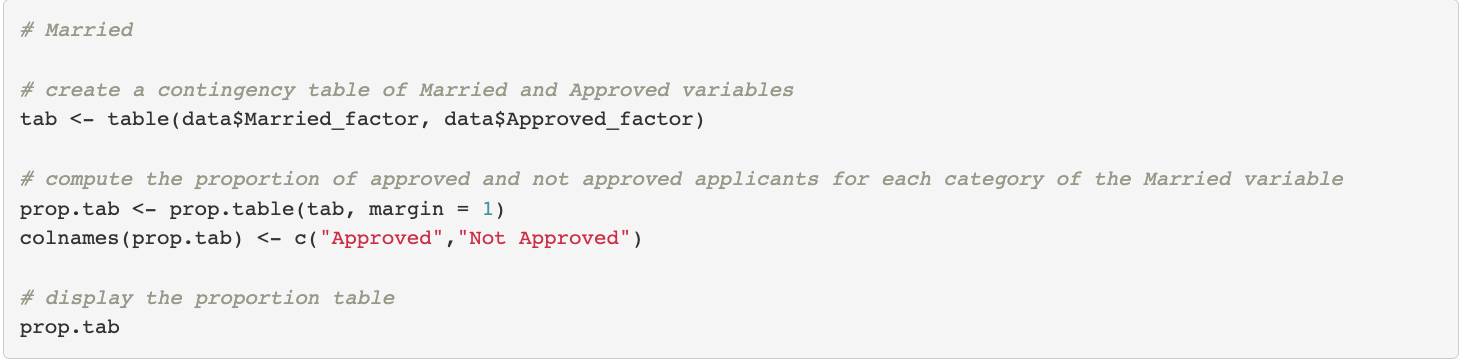 # Married
# create a contingency table of Married and Approved variables
tab <- table(data$Married_factor, data$Approved_factor)
# compute the proportion of approved and not approved applicants for each category of the Married variable
prop.tab <- prop.table(tab, margin = 1)
colnames(prop.tab) <- c("Approved","Not Approved")
# display the proportion table
prop.tab